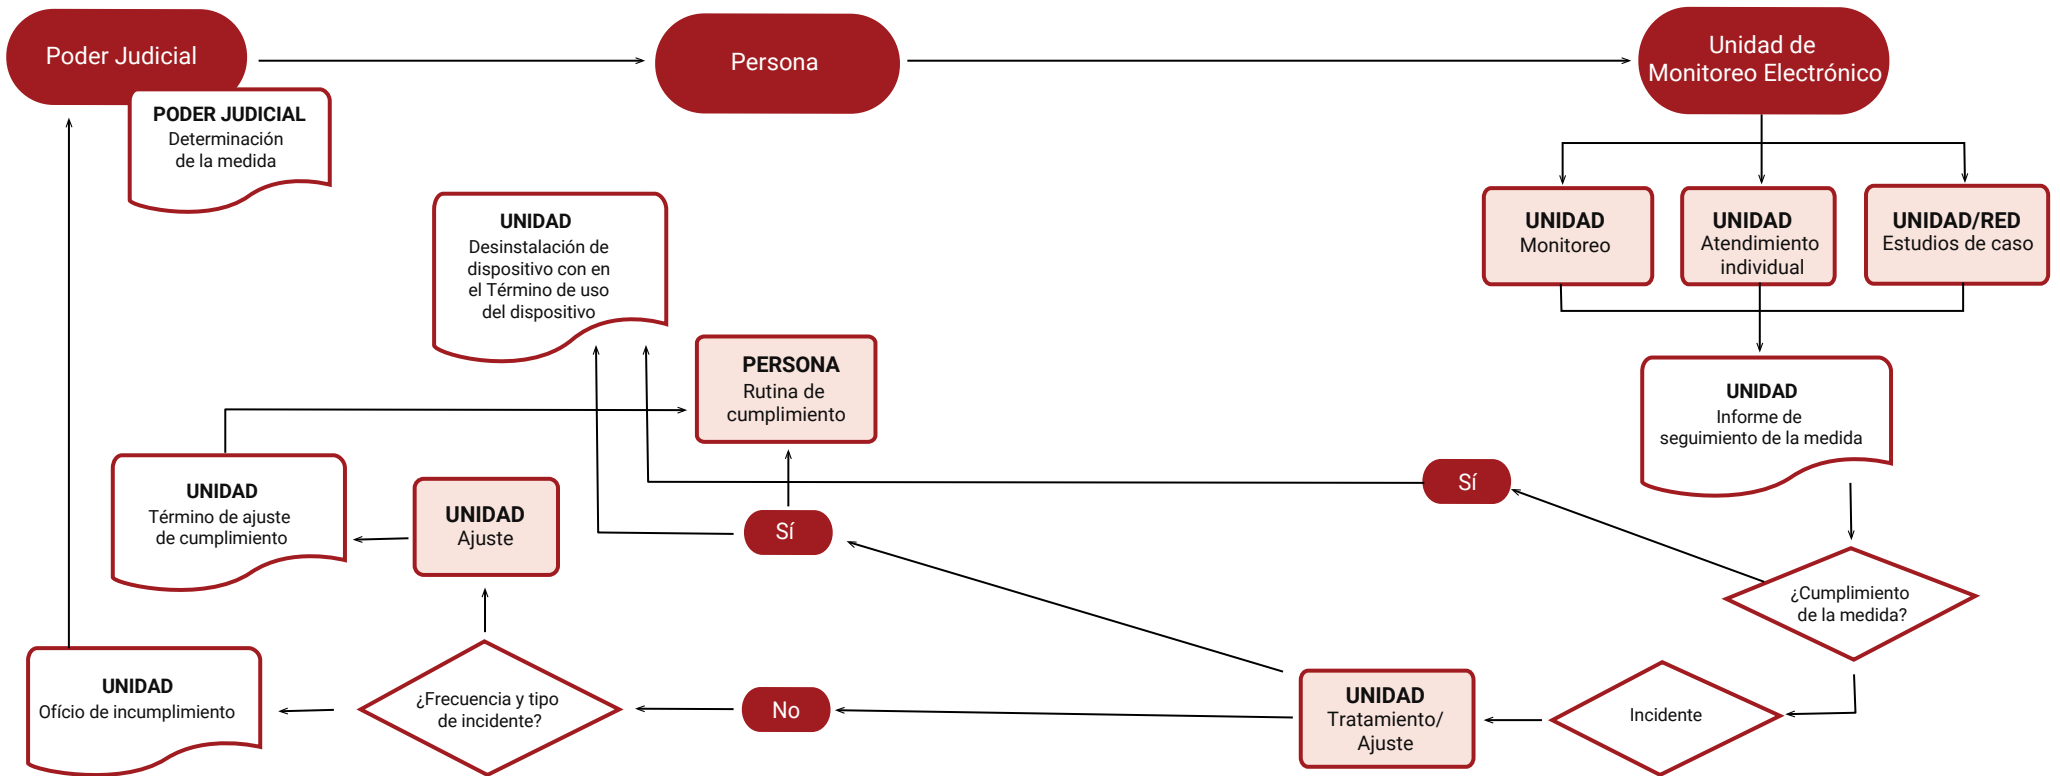 Poder Judicial
Persona
Unidad de
Monitoreo Electrónico
PODER JUDICIAL
Determinación
de la medida
UNIDAD
Desinstalación de
dispositivo con en
el Término de uso
del dispositivo
UNIDAD
Monitoreo
UNIDAD
Atendimiento
individual
UNIDAD/RED
Estudios de caso
PERSONA
Rutina de
cumplimiento
UNIDAD
Informe de
seguimiento de la medida
UNIDAD
Término de ajuste
de cumplimiento
UNIDAD
Ajuste
Sí
Sí
¿Cumplimiento
de la medida?
UNIDAD
Ofício de incumplimiento
¿Frecuencia y tipo
de incidente?
No
UNIDAD
Tratamiento/
Ajuste
Incidente